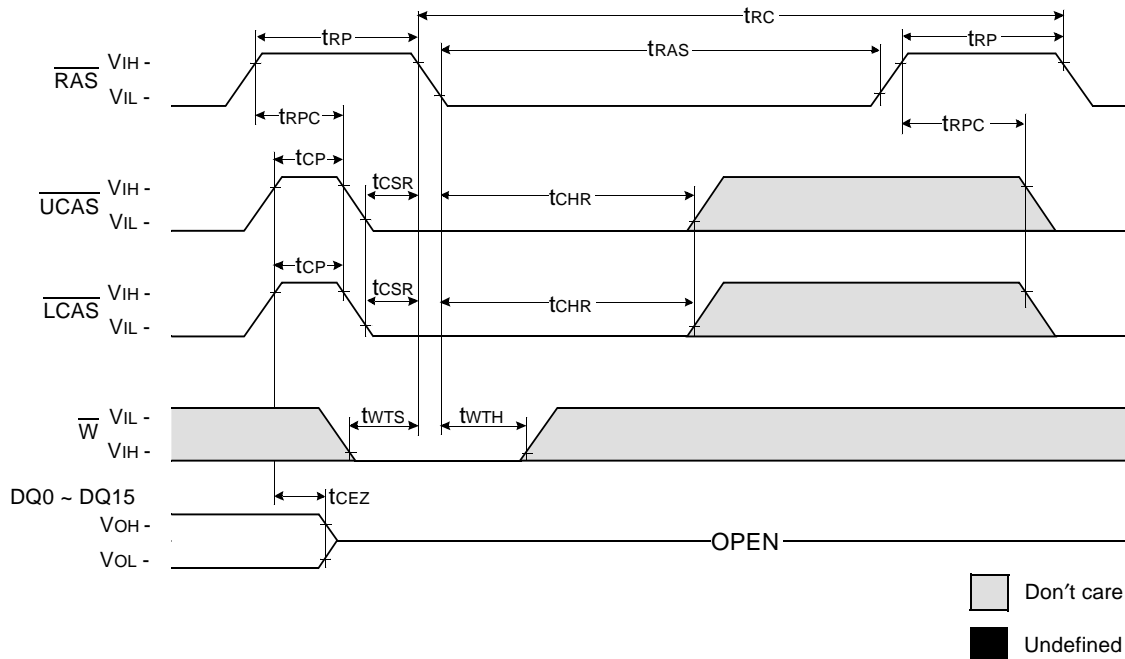 tRC
tRP
tRAS
tRP
RAS
VIH -
VIL -
tRPC
tRPC
tCP
tCSR
tCHR
UCAS
VIH -
VIL -
tCP
tCSR
tCHR
LCAS
VIH -
VIL -
tWTS
tWTH
W
VIL -
VIH -
DQ0 ~ DQ15
tCEZ
VOH -
VOL -
OPEN
Don't care
Undefined